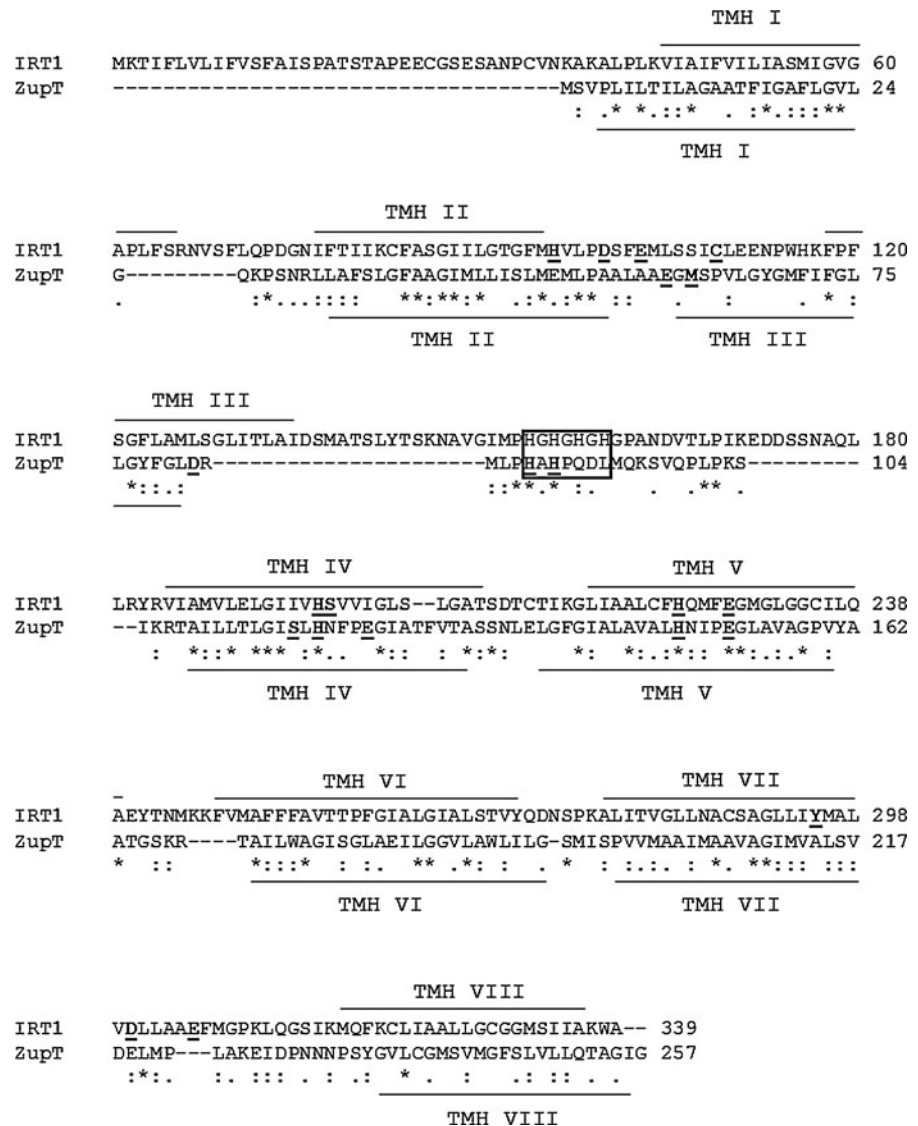 TMH I
IRT1 MKTIFLVLIFVSFAISPATSTAPEECGSESANPCVNKAKALPLKVIAIFVILIASMIGVG 60
ZupT ------------------------------------MSVPLILTILAGAATFIGAFLGVL 24
: .* *.::* . :* .:::**
TMH I
TMH II
IRT1 APLFSRNVSFLQPDGNIFTIIKCFASGIILGTGFMHVLPDSFEMLSSICLEENPWHKFPF 120
ZupT G----------QKPSNRLLAFSLGFAAGIMLLISLMEMLPAALAAEGMSPVLGYGMFIFGL 75
. :*...:::: **:**: * :**. :: . : . * :
TMH II TMH III
TMH III
IRT1 SGFLAMLSGLITLAIDSMATSLYTSKNAVGIMPHGHGHGHGPANDVTLPIKEDDSSNAQL 180
ZupT LGYFGLDR-----------------------MLPHAHPQDLMQKSVQPLPKS--------- 104
*::.: ::**.* :. . . ** .
TMH IV TMH V
IRT1 LRYRVIAMVLELGIIVHSVVIGLS--LGATSDTCTIKGLIAALCFHQMFEGMGLGGCILQ 238
ZupT --IKRTAILLTLGISLHNFPEGIATFVTASSNLELGFGIALAVALHNIPEGLAVAGPVYA 162
: *::* *** :*.. *:: : *:*: *: *:.:*:: **:.:.* :
TMH IV TMH V
TMH VI TMH VII
IRT1 AEYTNMKKFVMAFFFAVTTPFGIALGIALSTVYQDNSPKALITVGLLNACSAGLLIYMAL 298
ZupT ATGSKR----TAILWAGISGLAEILGGVLAWLILG-SMISPVVMAAIMAAVAGIMVALSV 217
* :: *:::* : :. ** .*: : . * : :.:. : *. **::: :::
TMH VI TMH VII
TMH VIII
IRT1 VDLLAAEFMGPKLQGSIKMQFKCLIAALLGCGGMSIIAKWA-- 339
ZupT DELMP---LAKEIDPNNNPSYGVLCGMSVMGFSLVLLQTAGIG 257
:*:. :. ::: . : .: * . : .: :: . .
TMH VIII